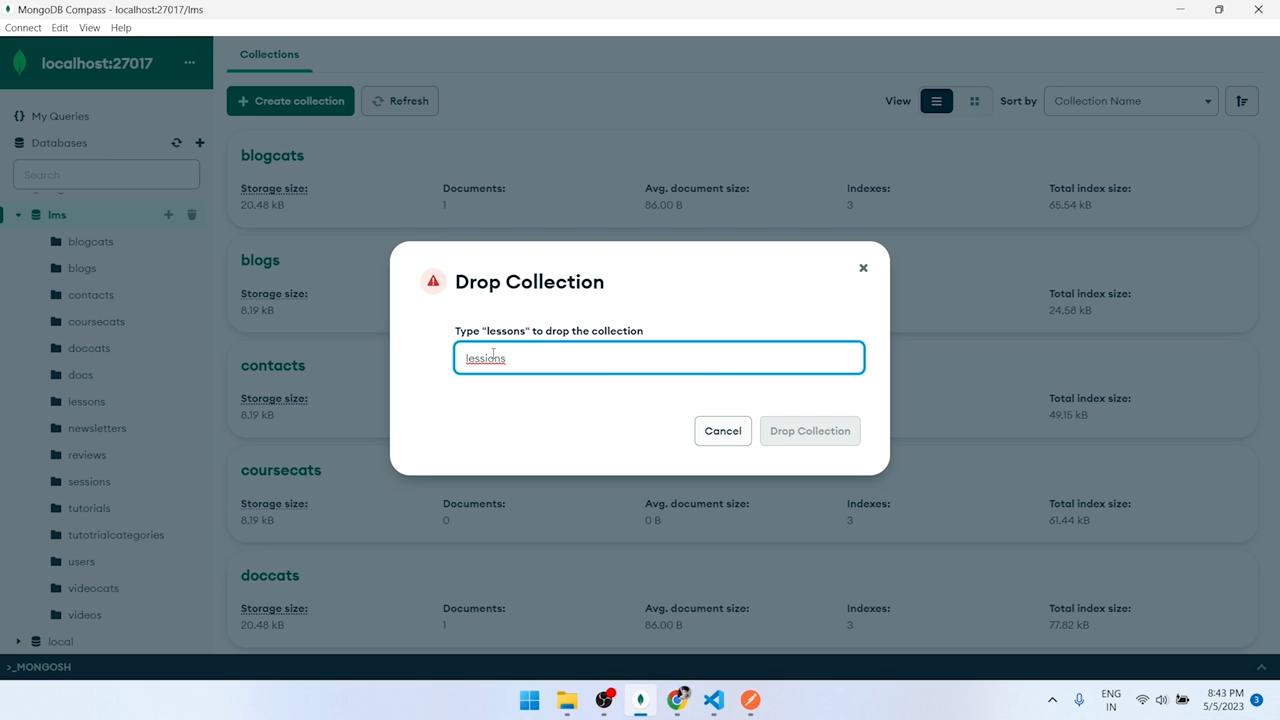 MongoDB Compass - localhost:27017/lms
Connect Edit View Help
localhost:27017 ...
Collections
Create collection
Refresh
View
Sort by
Collection Name
{} My Queries
Databases
Search
lms
blogcats
blogs
contacts
coursecats
doccats
docs
lessons
newsletters
reviews
sessions
tutorials
tutotrialcategories
users
videocats
videos
local
blogcats
Storage size: Documents: Avg. document size: Indexes: Total index size:
20.48 kB 1 86.00 B 3 65.54 kB
blogs
Storage size: Total index size:
8.19 kB 24.58 kB
contacts
Storage size: Total index size:
8.19 kB 49.15 kB
coursecats
Storage size: Documents: Avg. document size: Indexes: Total index size:
8.19 kB 0 0 B 3 61.44 kB
doccats
Storage size: Documents: Avg. document size: Indexes: Total index size:
20.48 kB 1 86.00 B 3 77.82 kB
Drop Collection
Type "lessons" to drop the collection
lessions
Cancel Drop Collection
>_MONGOSH
ENG
IN
8:43 PM
5/5/2023
3